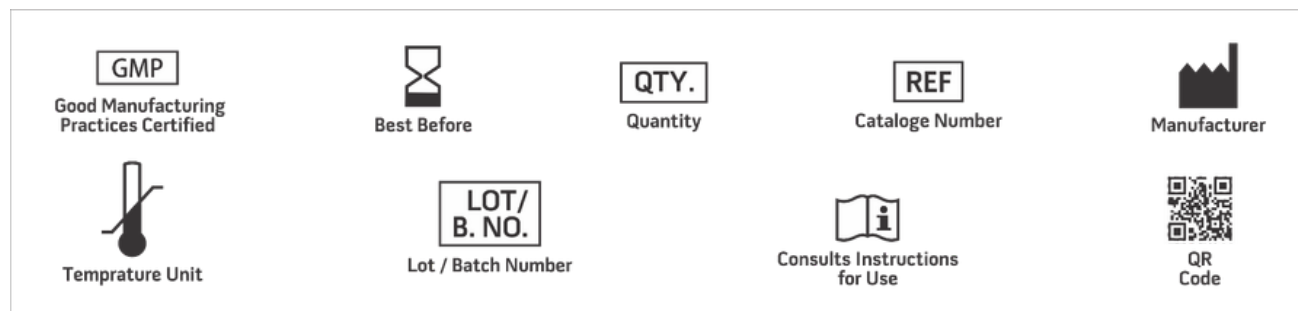 GMP
Good Manufacturing
Practices Certified
Best Before
QTY.
Quantity
REF
Cataloge Number
Manufacturer
Temprature Unit
LOT/
B. NO.
Lot / Batch Number
i
Consults Instructions
for Use
QR
Code